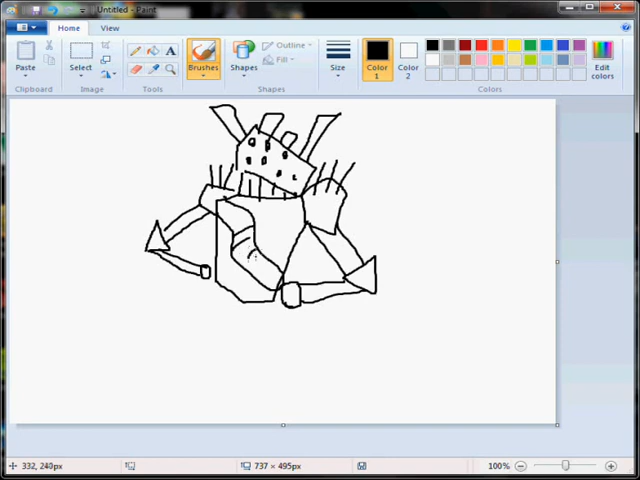 Untitled - Paint
Home View
Paste
Select
Brushes
Shapes
Outline
Fill
Size
Color 1
Color 2
Edit colors
Clipboard Image Tools Shapes Colors
332, 240px 737 × 495px 100%